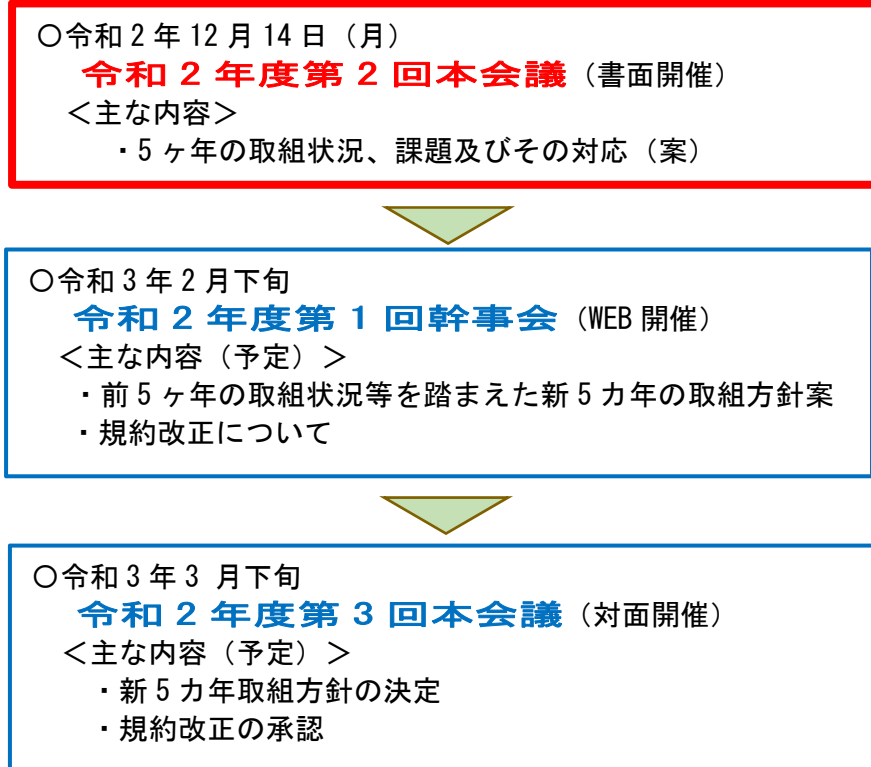 〇令和２年12月14日（月）
令和２年度第２回本会議（書面開催）
＜主な内容＞
・５ヶ年の取組状況、課題及びその対応（案）
〇令和３年２月下旬
令和２年度第１回幹事会（WEB開催）
＜主な内容（予定）＞
・前５ヶ年の取組状況等を踏まえた新５カ年の取組方針案
・規約改正について
〇令和３年３ 月下旬
令和２年度第３回本会議（対面開催）
＜主な内容（予定）＞
・新５カ年取組方針の決定
・規約改正の承認